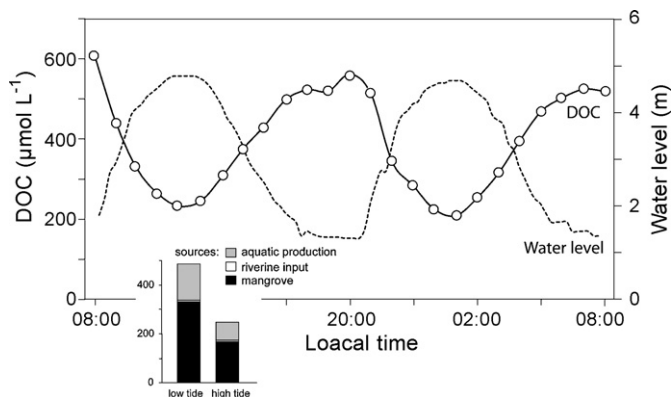 DOC (µmol L⁻¹)
600
400
200
0
6
4
2
0
Water level (m)
DOC
Water level
08:00
20:00
02:00
08:00
Loacal time
sources:
aquatic production
riverine input
mangrove
400
200
0
low tide
high tide